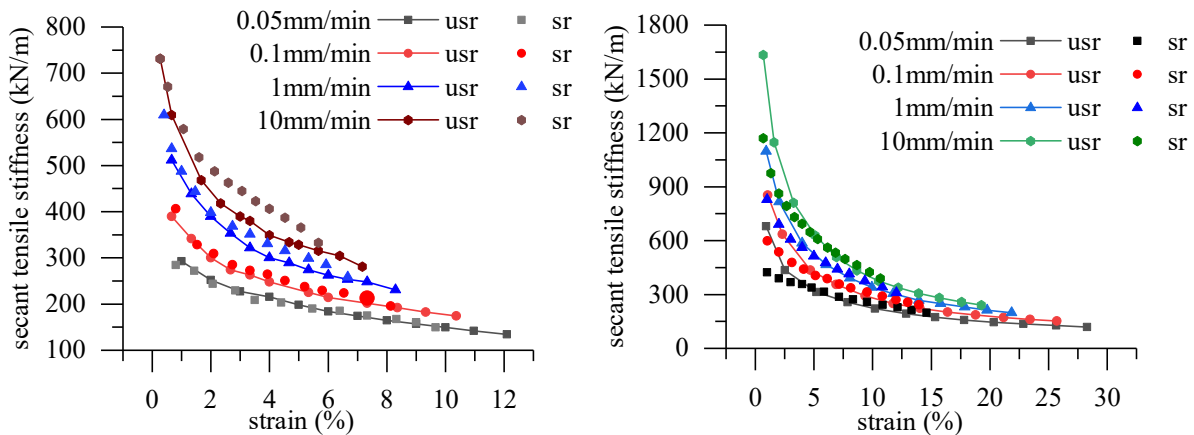 secant tensile stiffness (kN/m)
800
700
600
500
400
300
200
100
0 2 4 6 8 10 12
strain (%)
0.05mm/min usr sr
0.1mm/min usr sr
1mm/min usr sr
10mm/min usr sr
secant tensile stiffness (kN/m)
1800
1500
1200
900
600
300
0
0 5 10 15 20 25 30
strain (%)
0.05mm/min usr sr
0.1mm/min usr sr
1mm/min usr sr
10mm/min usr sr